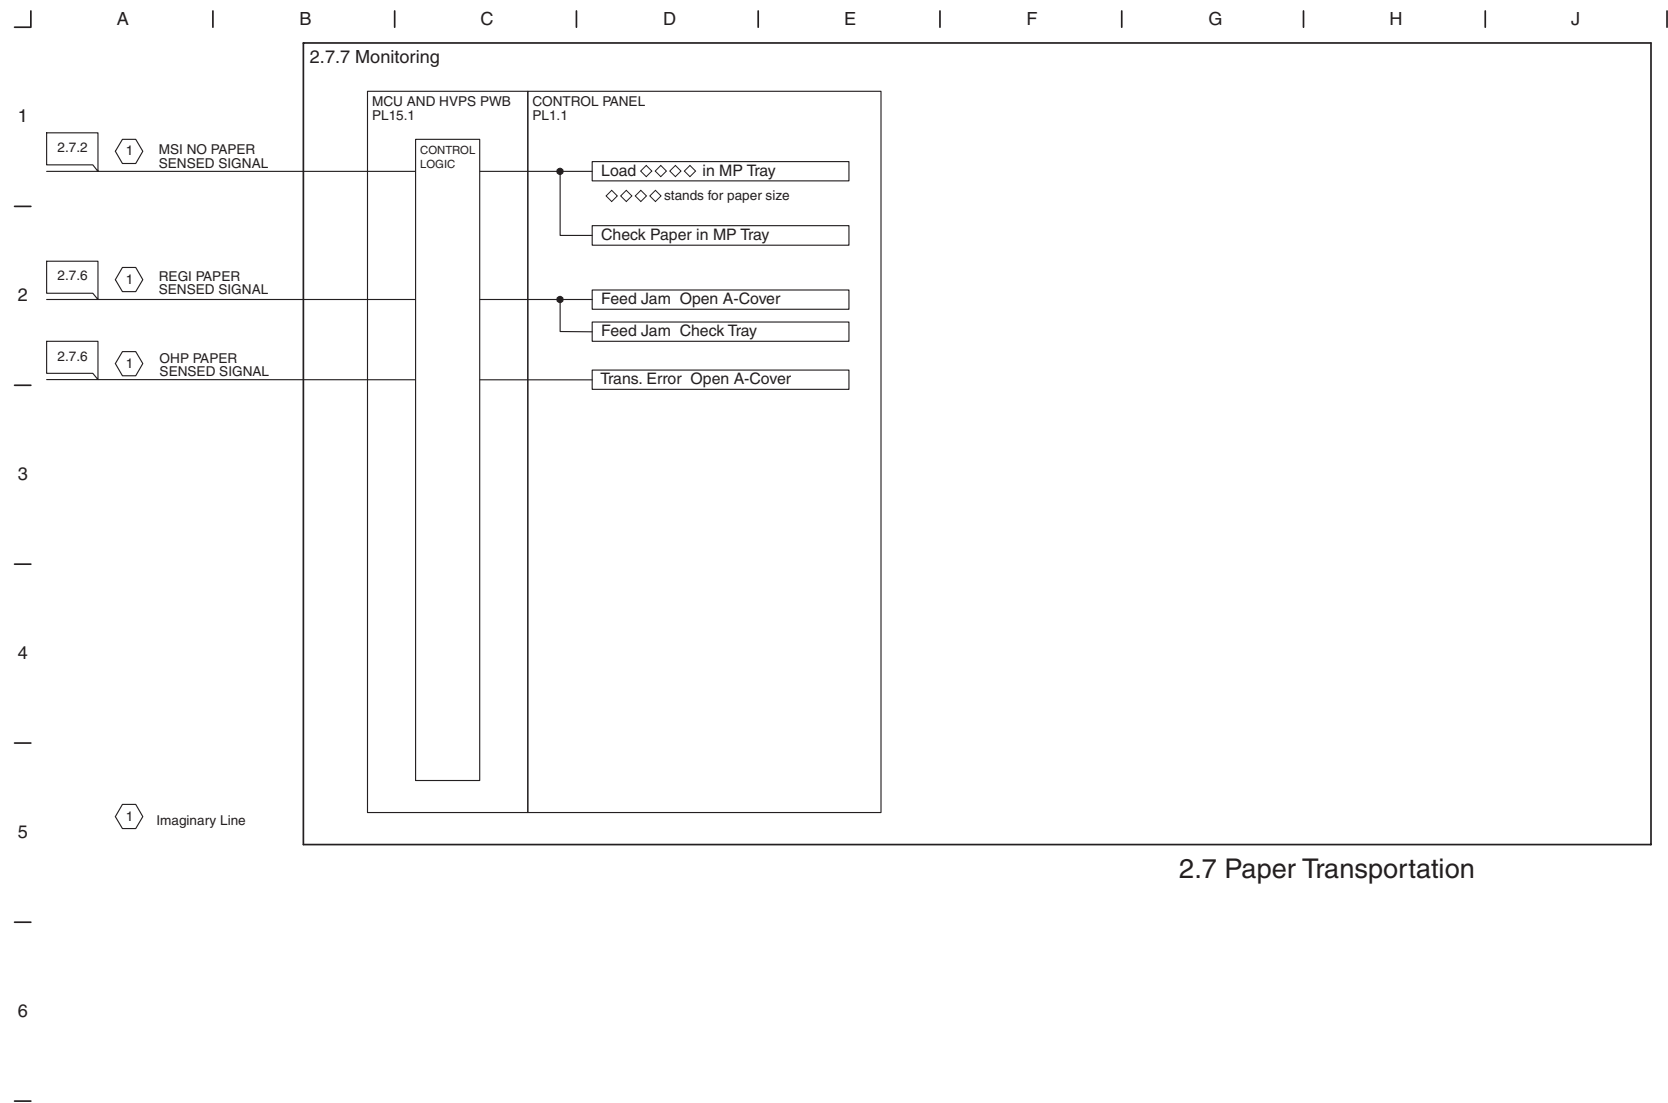 A B C D E F G H J
2.7.7 Monitoring
MCU AND HVPS PWB
PL15.1
CONTROL PANEL
PL1.1
1
2.7.2
1
MSI NO PAPER
SENSED SIGNAL
CONTROL
LOGIC
Load ◇◇◇◇ in MP Tray
◇◇◇◇ stands for paper size
Check Paper in MP Tray
2
2.7.6
1
REGI PAPER
SENSED SIGNAL
Feed Jam Open A-Cover
Feed Jam Check Tray
2.7.6
1
OHP PAPER
SENSED SIGNAL
Trans. Error Open A-Cover
3
4
5
1 Imaginary Line
2.7 Paper Transportation
6